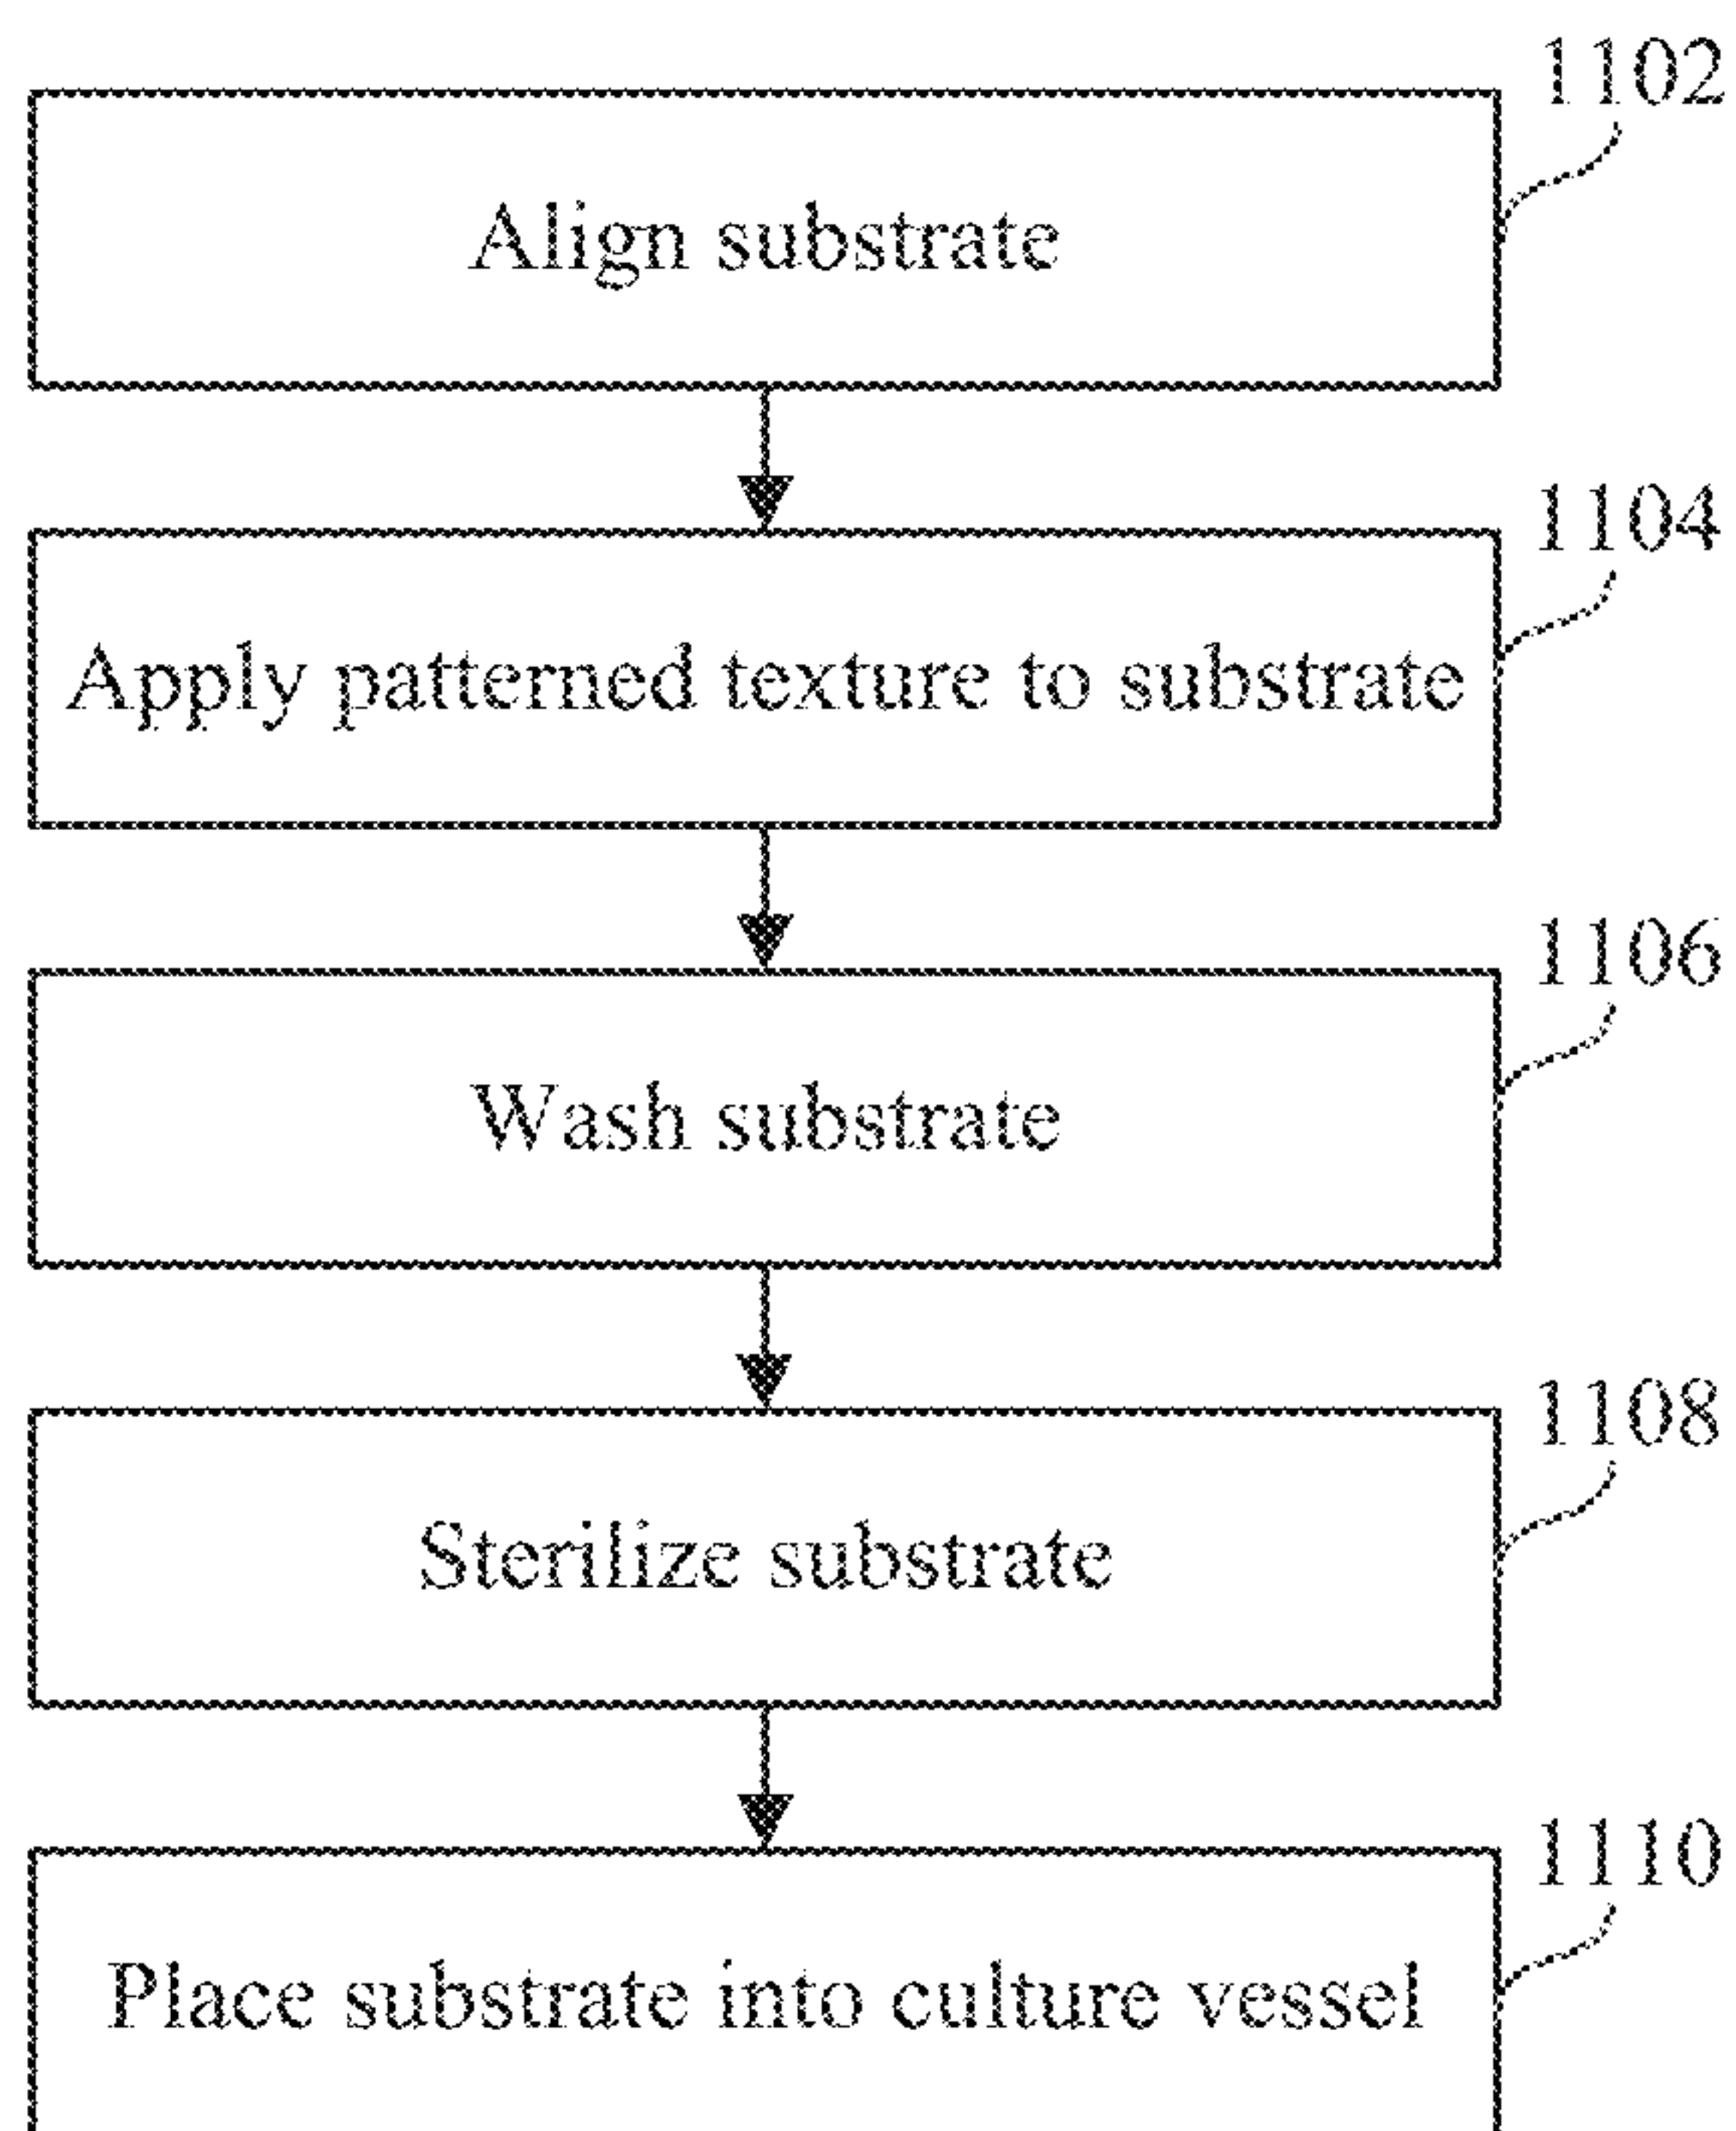 1102
Align substrate
1104
Apply patterned texture to substrate
1106
Wash substrate
1108
Sterilize substrate
1110
Place substrate into culture vessel